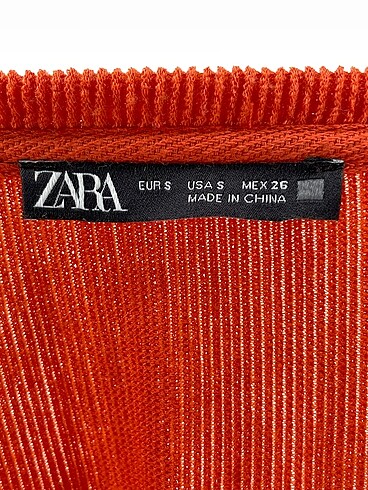 ZARA
EUR S USA S MEX 26
MADE IN CHINA